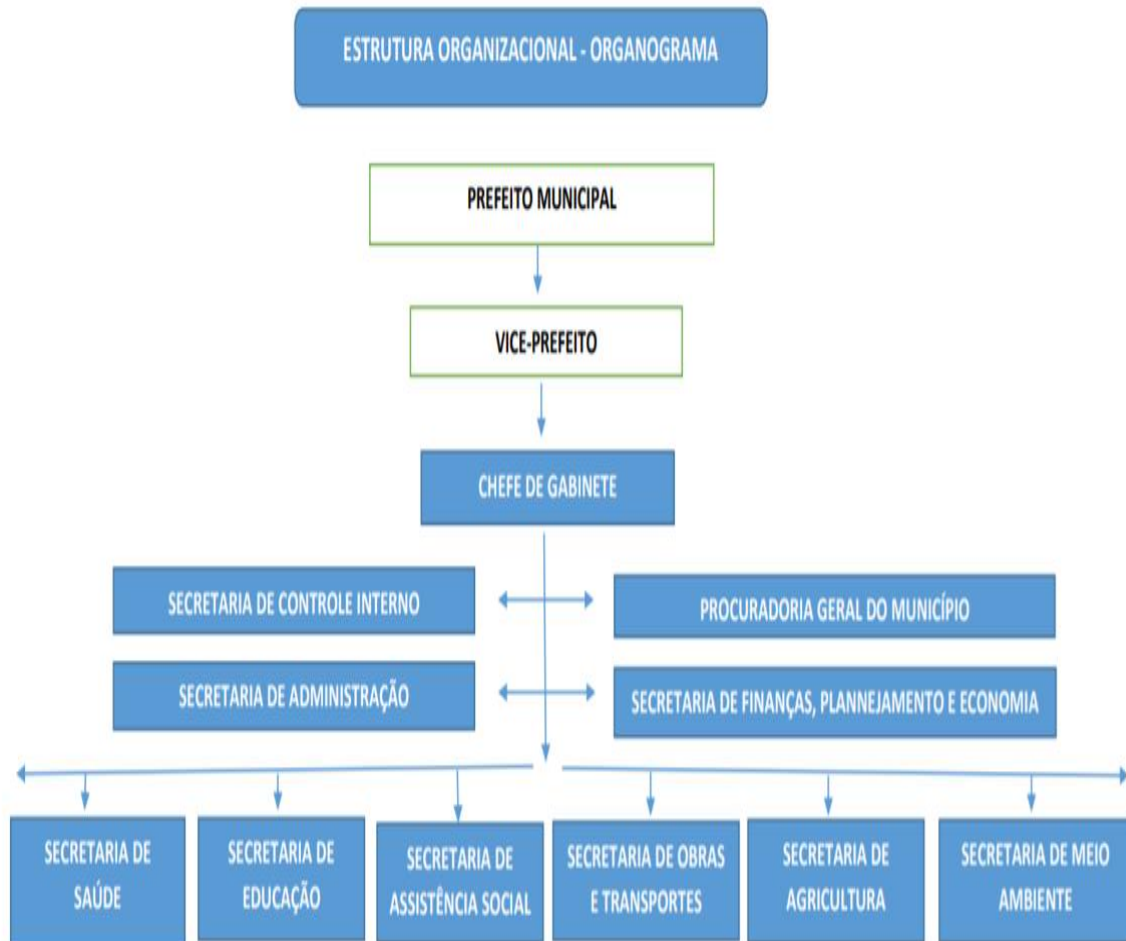 ESTRUTURA ORGANIZACIONAL - ORGANOGRAMA
PREFEITO MUNICIPAL
VICE-PREFEITO
CHEFE DE GABINETE
SECRETARIA DE CONTROLE INTERNO
PROCURADORIA GERAL DO MUNICÍPIO
SECRETARIA DE ADMINISTRAÇÃO
SECRETARIA DE FINANÇAS, PLANNEJAMENTO E ECONOMIA
SECRETARIA DE
SAÚDE
SECRETARIA DE
EDUCAÇÃO
SECRETARIA DE
ASSISTÊNCIA SOCIAL
SECRETARIA DE OBRAS
E TRANSPORTES
SECRETARIA DE
AGRICULTURA
SECRETARIA DE MEIO
AMBIENTE